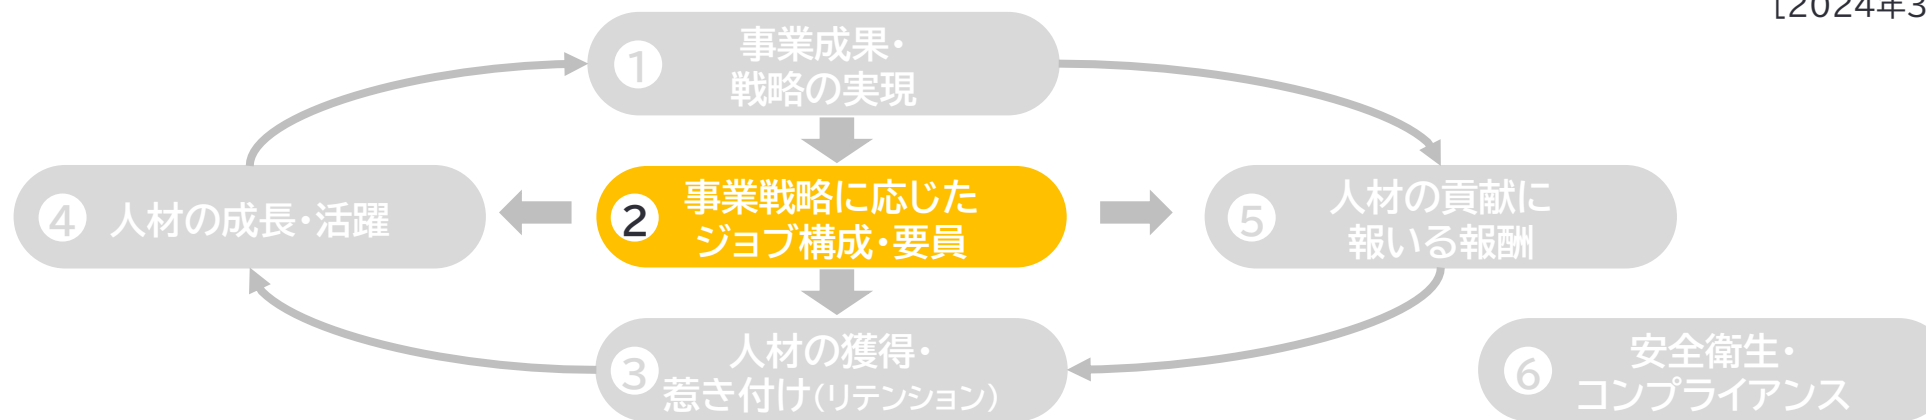 [2024年3
1 事業成果・
戦略の実現
4 人材の成長・活躍
2 事業戦略に応じた
ジョブ構成・要員
5 人材の貢献に
報いる報酬
3 人材の獲得・
惹き付け(リテンション)
6 安全衛生・
コンプライアンス